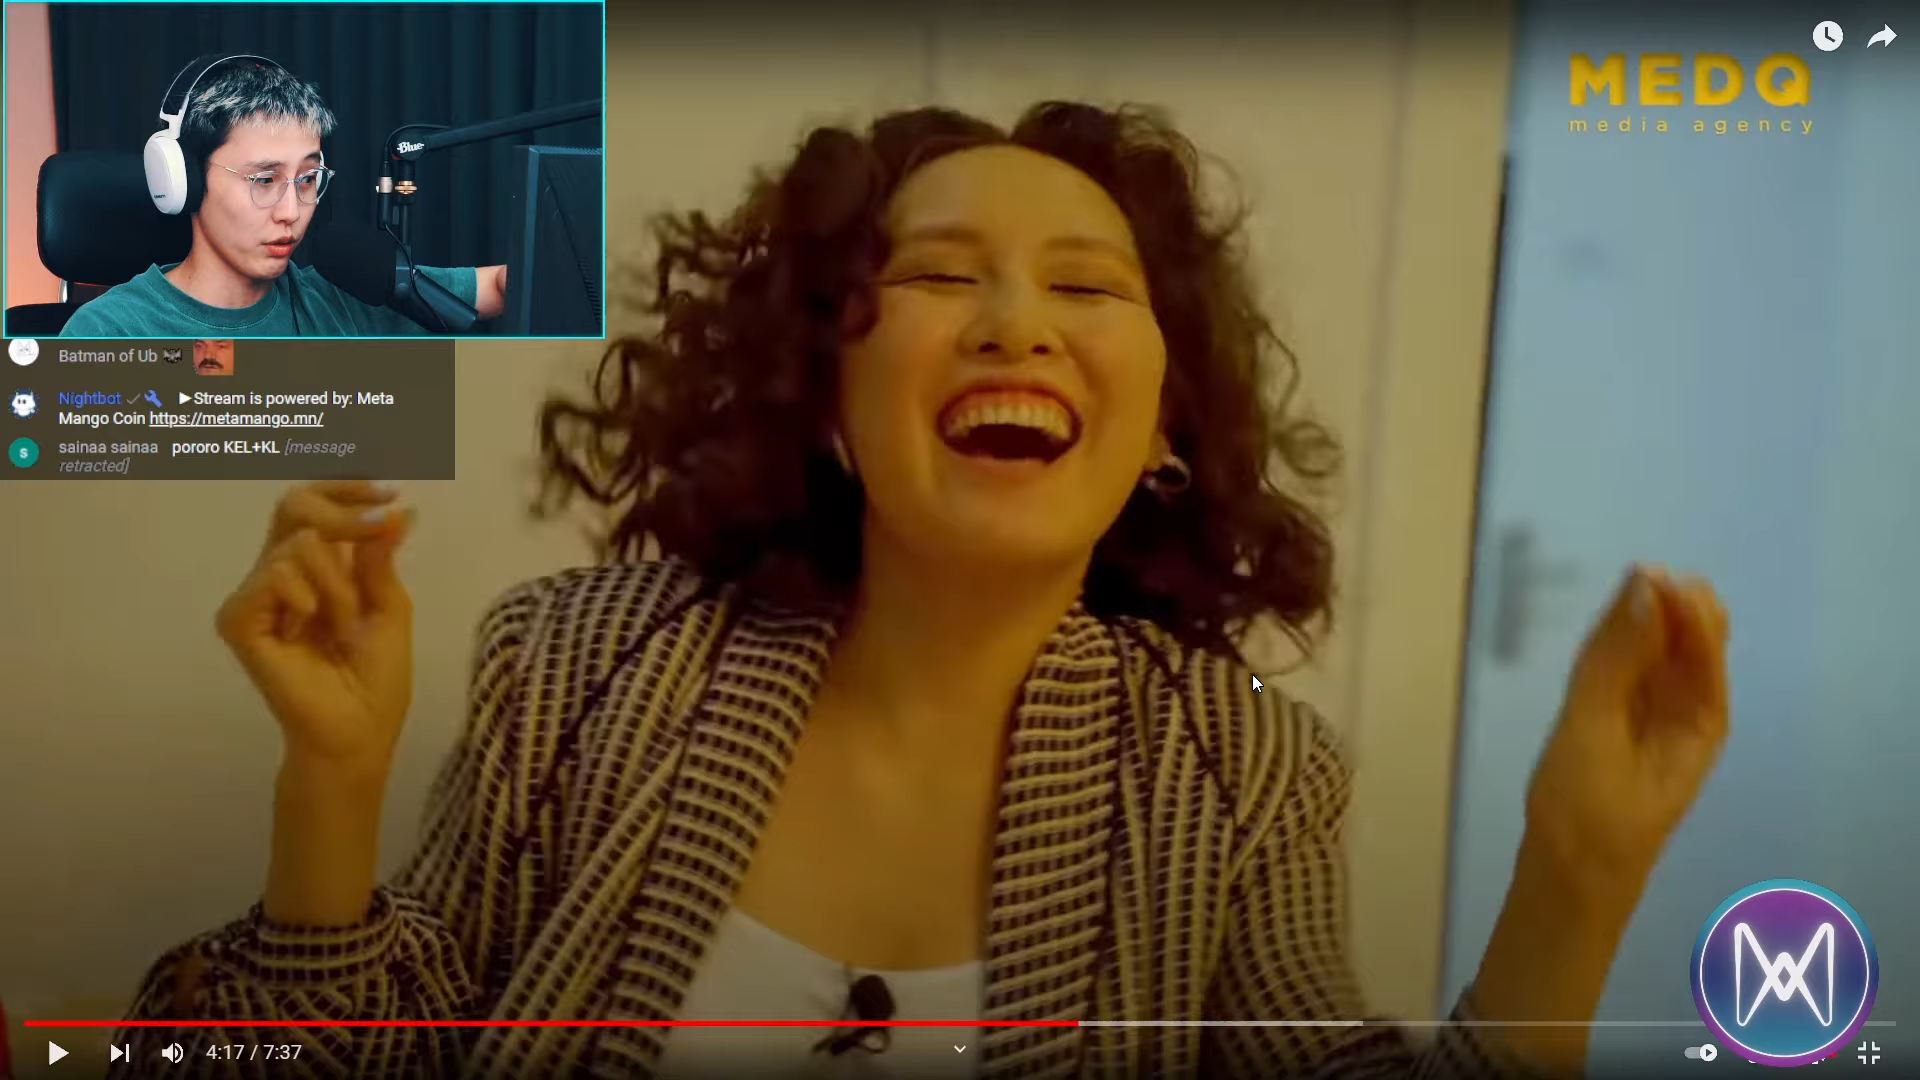 MEDQ
media agency
Blue
Batman of Ub
Nightbot ▶Stream is powered by: Meta
Mango Coin https://metamango.mn/
S
sainaa sainaa pororo KEL+KL [message
retracted]
4:17 / 7:37